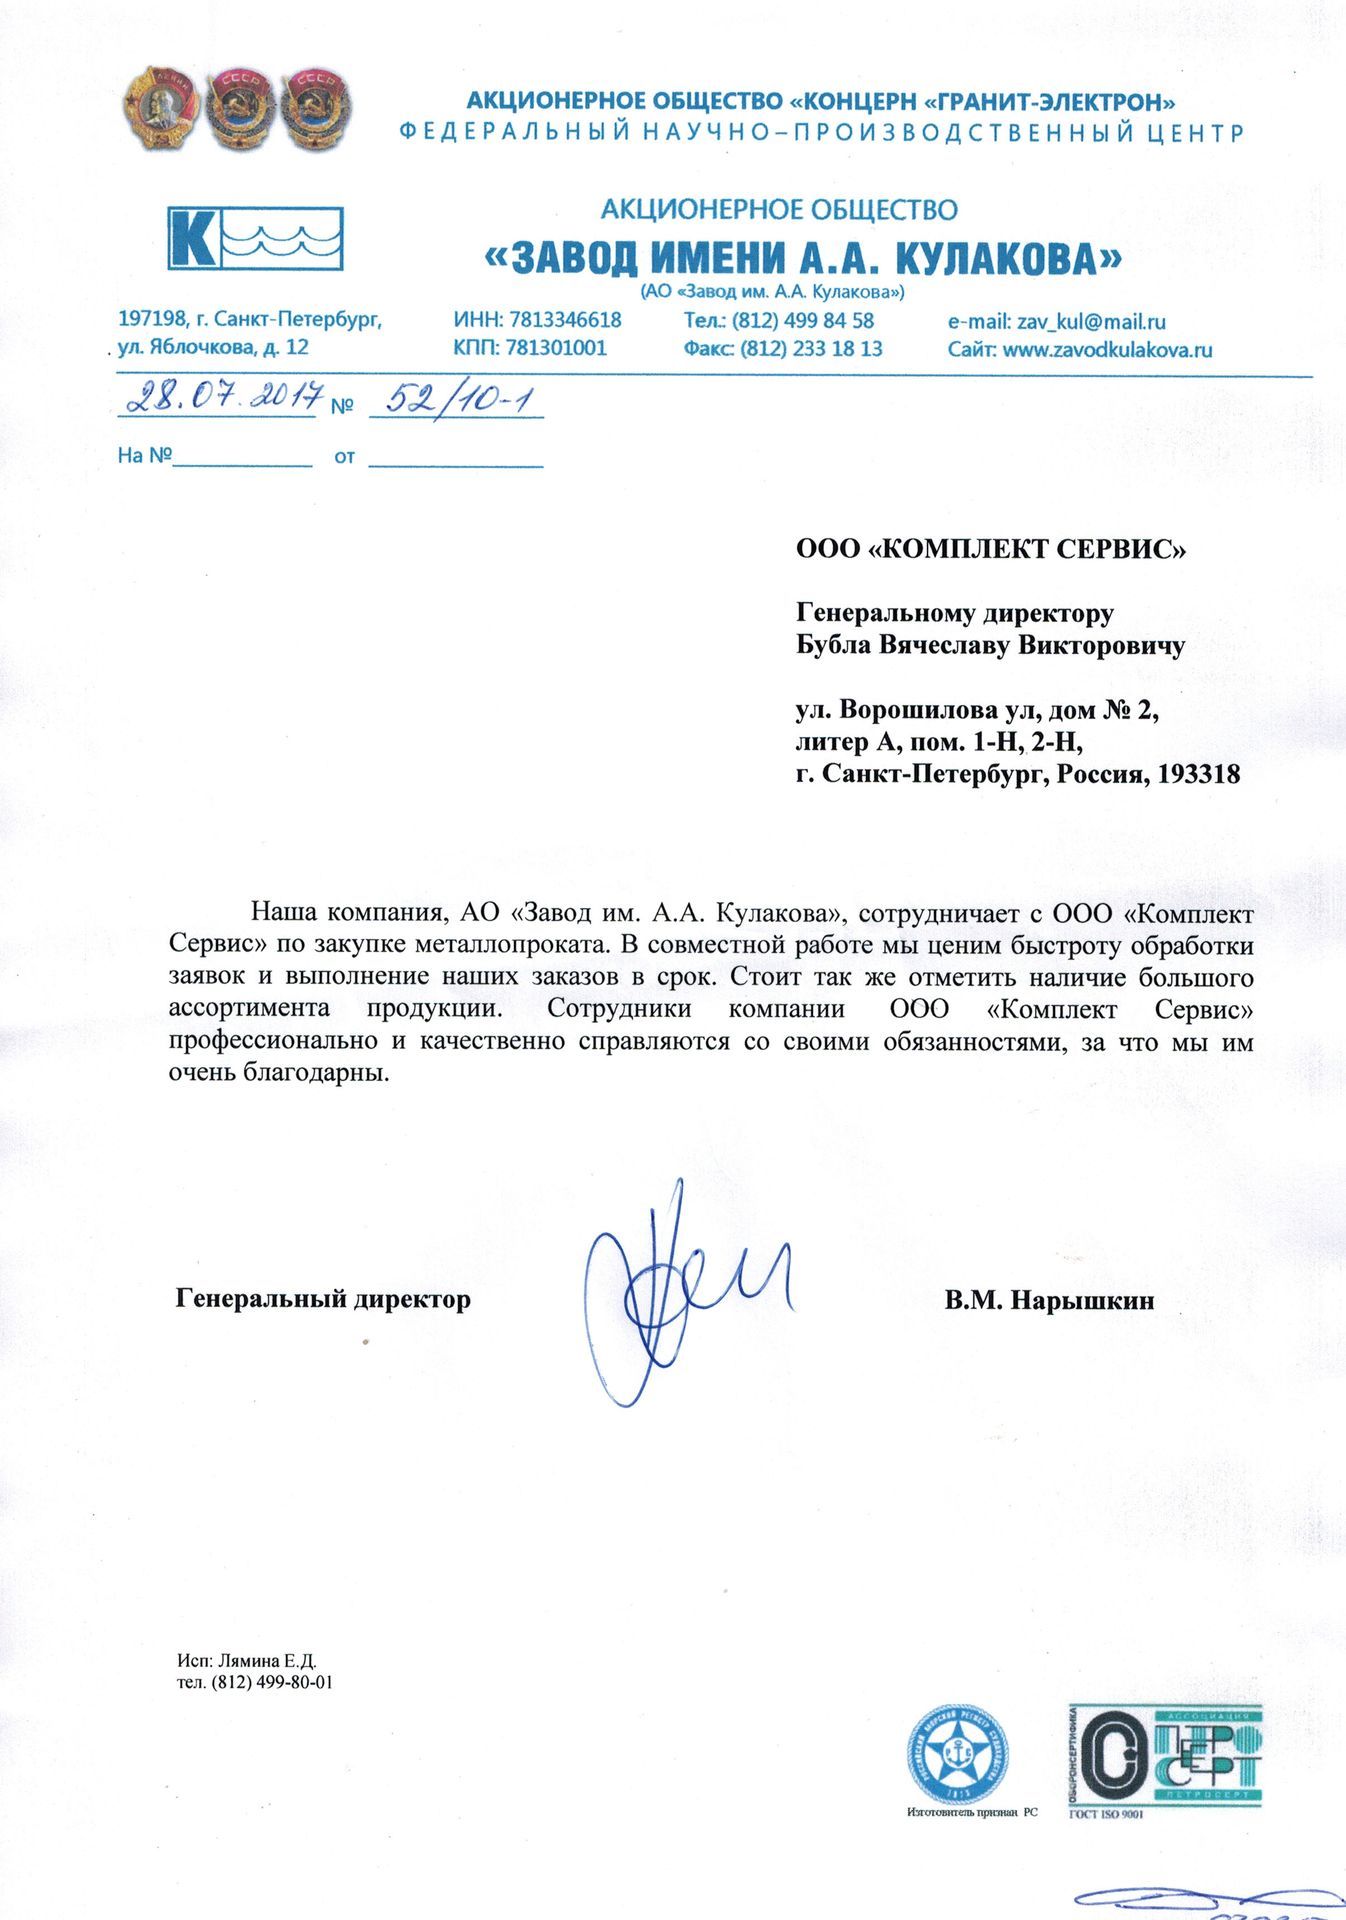 АКЦИОНЕРНОЕ ОБЩЕСТВО «КОНЦЕРН «ГРАНИТ-ЭЛЕКТРОН»
ФЕДЕРАЛЬНЫЙ НАУЧНО–ПРОИЗВОДСТВЕННЫЙ ЦЕНТР
АКЦИОНЕРНОЕ ОБЩЕСТВО
«ЗАВОД ИМЕНИ А.А. КУЛАКОВА»
(АО «Завод им. А.А. Кулакова»)
197198, г. Санкт-Петербург, ИНН: 7813346618 Тел.: (812) 499 84 58 e-mail: zav_kul@mail.ru
ул. Яблочкова, д. 12 КПП: 781301001 Факс: (812) 233 18 13 Сайт: www.zavodkulakova.ru
28.07.2017 № 52/10-1
На № от
ООО «КОМПЛЕКТ СЕРВИС»
Генеральному директору
Бубла Вячеславу Викторовичу
ул. Ворошилова ул, дом № 2,
литер А, пом. 1-Н, 2-Н,
г. Санкт-Петербург, Россия, 193318
Наша компания, АО «Завод им. А.А. Кулакова», сотрудничает с ООО «Комплект
Сервис» по закупке металлопроката. В совместной работе мы ценим быстроту обработки
заявок и выполнение наших заказов в срок. Стоит так же отметить наличие большого
ассортимента продукции. Сотрудники компании ООО «Комплект Сервис»
профессионально и качественно справляются со своими обязанностями, за что мы им
очень благодарны.
Генеральный директор В.М. Нарышкин
Исп: Лямина Е.Д.
тел. (812) 499-80-01
РОССИЙСКИЙ МОРСКОЙ РЕГИСТР СУДОХОДСТВА
Изготовитель признан РС
ОБОРОНСЕРТИФИКА
АССОЦИАЦИЯ
ПЕТРО
СЕРТ
ПЕТРОСЕРТ
ГОСТ ISO 9001